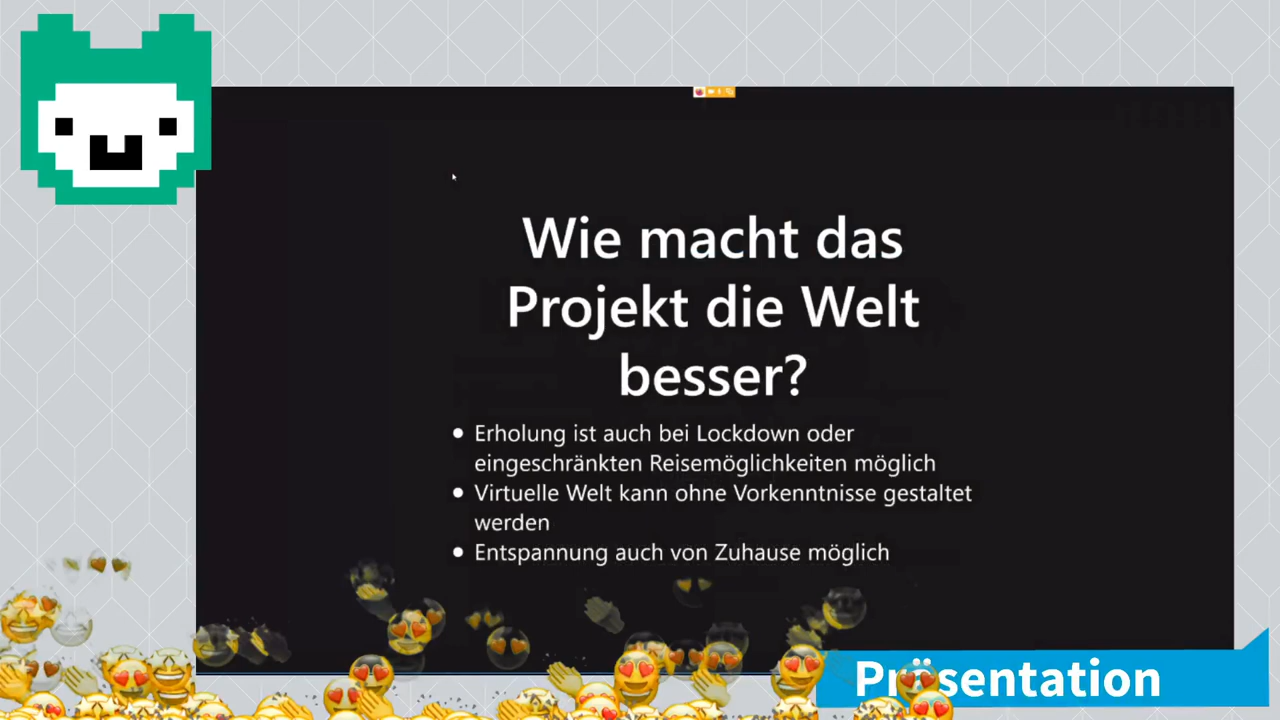 Wie macht das
Projekt die Welt
besser?
● Erholung ist auch bei Lockdown oder
eingeschränkten Reisemöglichkeiten möglich
● Virtuelle Welt kann ohne Vorkenntnisse gestaltet
werden
● Entspannung auch von Zuhause möglich
Präsentation